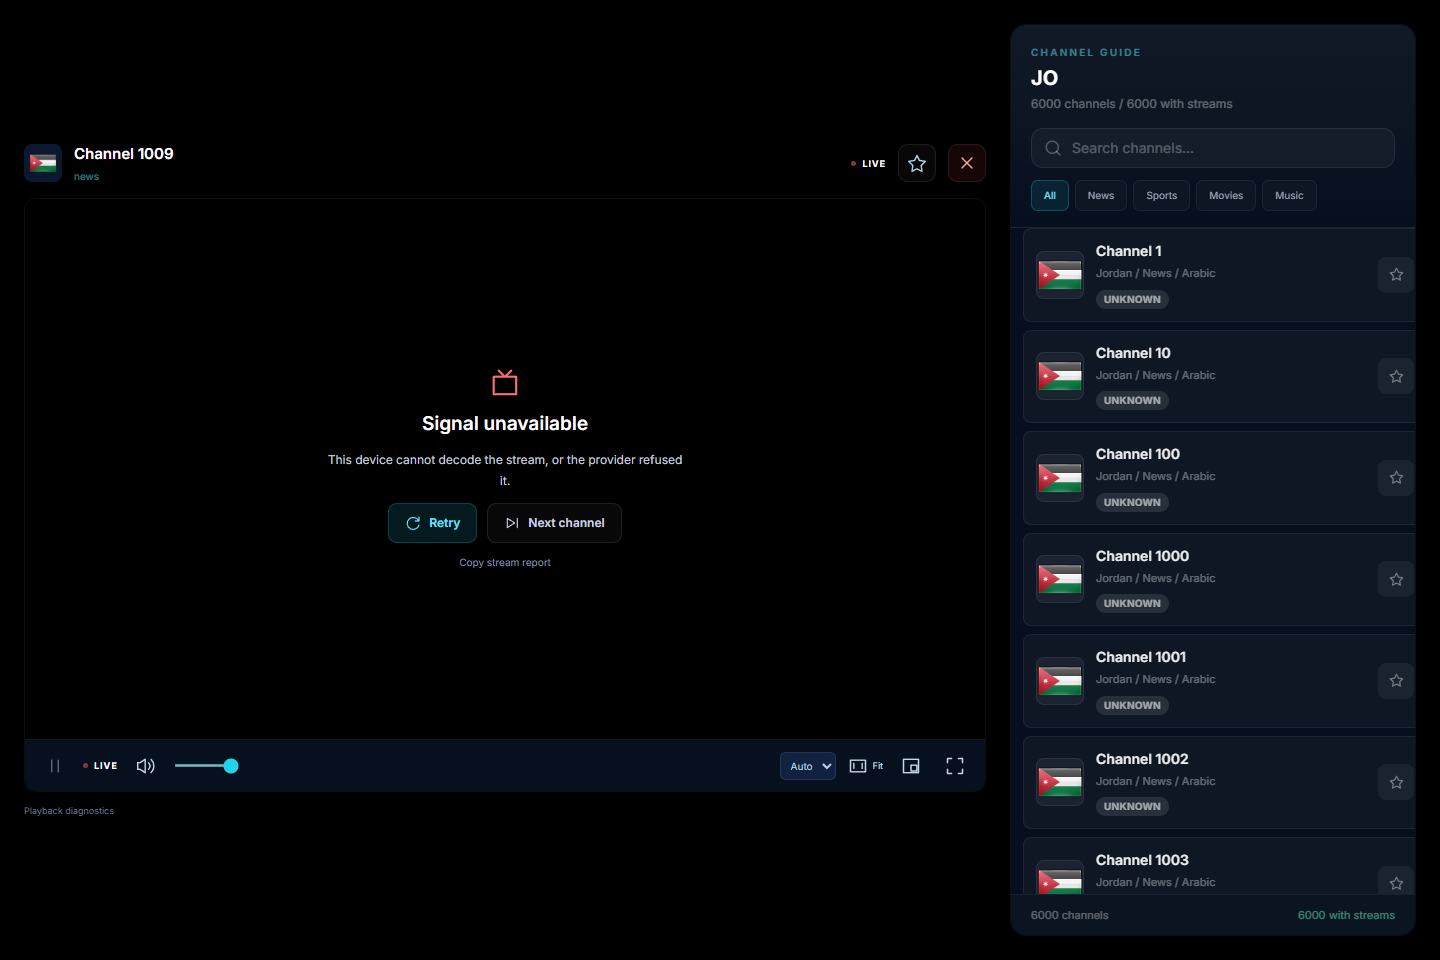 Channel 1009
news
LIVE
Signal unavailable
This device cannot decode the stream, or the provider refused
it.
Retry
Next channel
Copy stream report
LIVE
Auto
Fit
Playback diagnostics
CHANNEL GUIDE
JO
6000 channels / 6000 with streams
Search channels...
All
News
Sports
Movies
Music
Channel 1
Jordan / News / Arabic
UNKNOWN
Channel 10
Jordan / News / Arabic
UNKNOWN
Channel 100
Jordan / News / Arabic
UNKNOWN
Channel 1000
Jordan / News / Arabic
UNKNOWN
Channel 1001
Jordan / News / Arabic
UNKNOWN
Channel 1002
Jordan / News / Arabic
UNKNOWN
Channel 1003
Jordan / News / Arabic
6000 channels
6000 with streams